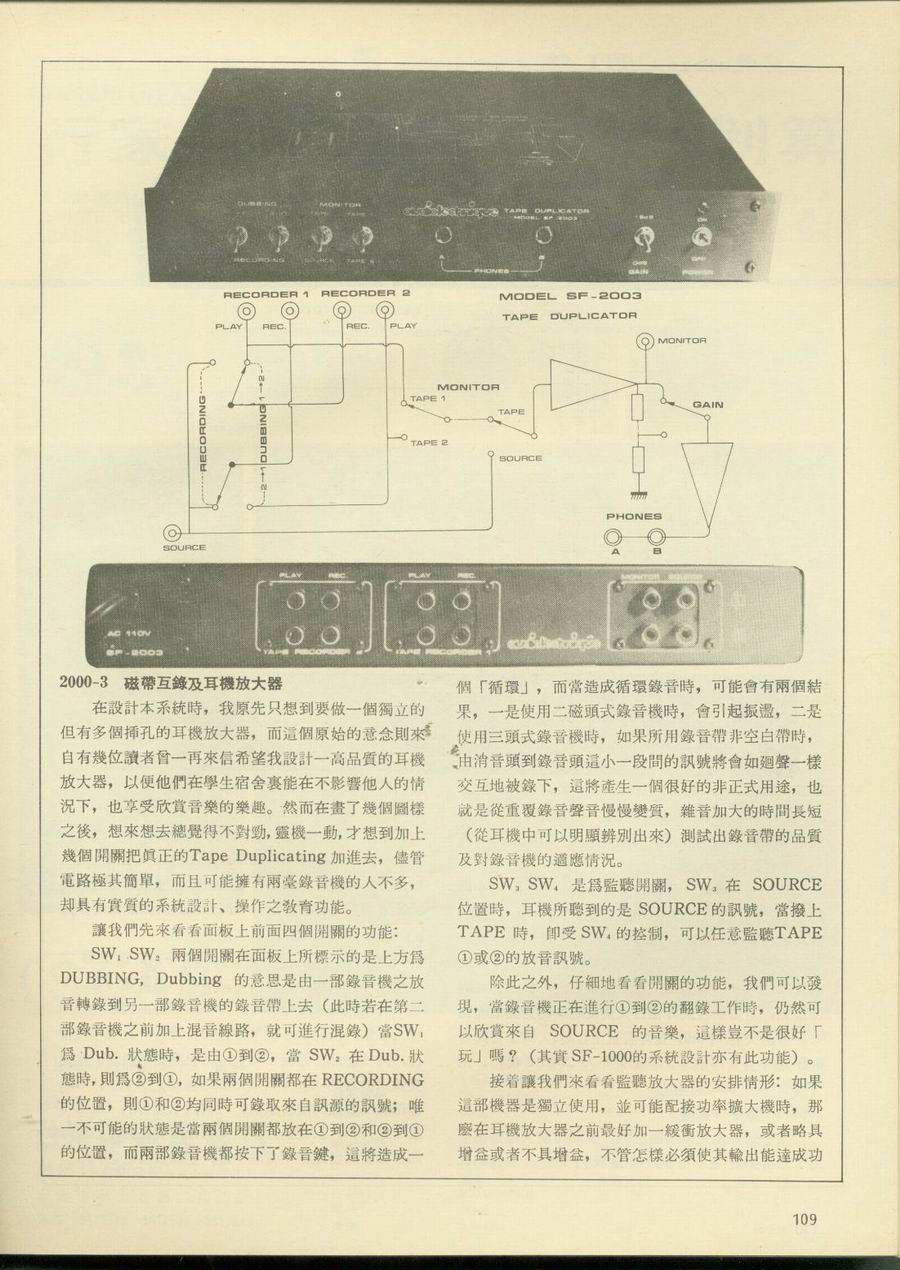 DUBBING MONITOR
TAPE DUPLICATOR
MODEL SF-2003
RECORDING SOURCE TAPE 2
A PHONES B
GAIN POWER
RECORDER 1 RECORDER 2
PLAY REC. REC. PLAY
MODEL SF-2003
TAPE DUPLICATOR
MONITOR
MONITOR
TAPE 1
TAPE
GAIN
TAPE 2
SOURCE
RECORDING
2→1 DUBBING 1→2
PHONES
A B
SOURCE
PLAY REC. PLAY REC. MONITOR
AC 110V
SF-2003
TAPE RECORDER 2 TAPE RECORDER 1
2000-3 磁帶互錄及耳機放大器
在設計本系統時，我原先只想到要做一個獨立的
但有多個插孔的耳機放大器，而這個原始的意念則來
自有幾位讀者曾一再來信希望我設計一高品質的耳機
放大器，以便他們在學生宿舍裏能在不影響他人的情
況下，也享受欣賞音樂的樂趣。然而在畫了幾個圖樣
之後，想來想去總覺得不對勁，靈機一動，才想到加上
幾個開關把眞正的Tape Duplicating 加進去，儘管
電路極其簡單，而且可能擁有兩臺錄音機的人不多，
却具有實質的系統設計、操作之敎育功能。
讓我們先來看看面板上前面四個開關的功能：
SW₁ SW₂ 兩個開關在面板上所標示的是上方爲
DUBBING, Dubbing 的意思是由一部錄音機之放
音轉錄到另一部錄音機的錄音帶上去（此時若在第二
部錄音機之前加上混音線路，就可進行混錄）當SW₁
爲 Dub. 狀態時，是由①到②，當 SW₂ 在 Dub. 狀
態時，則爲②到①，如果兩個開關都在 RECORDING
的位置，則①和②均同時可錄取來自訊源的訊號；唯
一不可能的狀態是當兩個開關都放在①到②和②到①
的位置，而兩部錄音機都按下了錄音鍵，這將造成一
個「循環」，而當造成循環錄音時，可能會有兩個結
果，一是使用二磁頭式錄音機時，會引起振盪，二是
使用三頭式錄音機時，如果所用錄音帶非空白帶時，
由消音頭到錄音頭這小一段間的訊號將會如廻聲一樣
交互地被錄下，這將產生一個很好的非正式用途，也
就是從重覆錄音聲音慢慢變質，雜音加大的時間長短
（從耳機中可以明顯辨別出來）測試出錄音帶的品質
及對錄音機的適應情況。
SW₃ SW₄ 是爲監聽開關， SW₃ 在 SOURCE
位置時，耳機所聽到的是 SOURCE 的訊號，當撥上
TAPE 時，卽受 SW₄ 的控制，可以任意監聽TAPE
①或②的放音訊號。
除此之外，仔細地看看開關的功能，我們可以發
現，當錄音機正在進行①到②的翻錄工作時，仍然可
以欣賞來自 SOURCE 的音樂，這樣豈不是很好「
玩」嗎？（其實 SF-1000的系統設計亦有此功能）。
接着讓我們來看看監聽放大器的安排情形：如果
這部機器是獨立使用，並可能配接功率擴大機時，那
麼在耳機放大器之前最好加一緩衝放大器，或者略具
增益或者不具增益，不管怎樣必須使其輸出能達成功
109